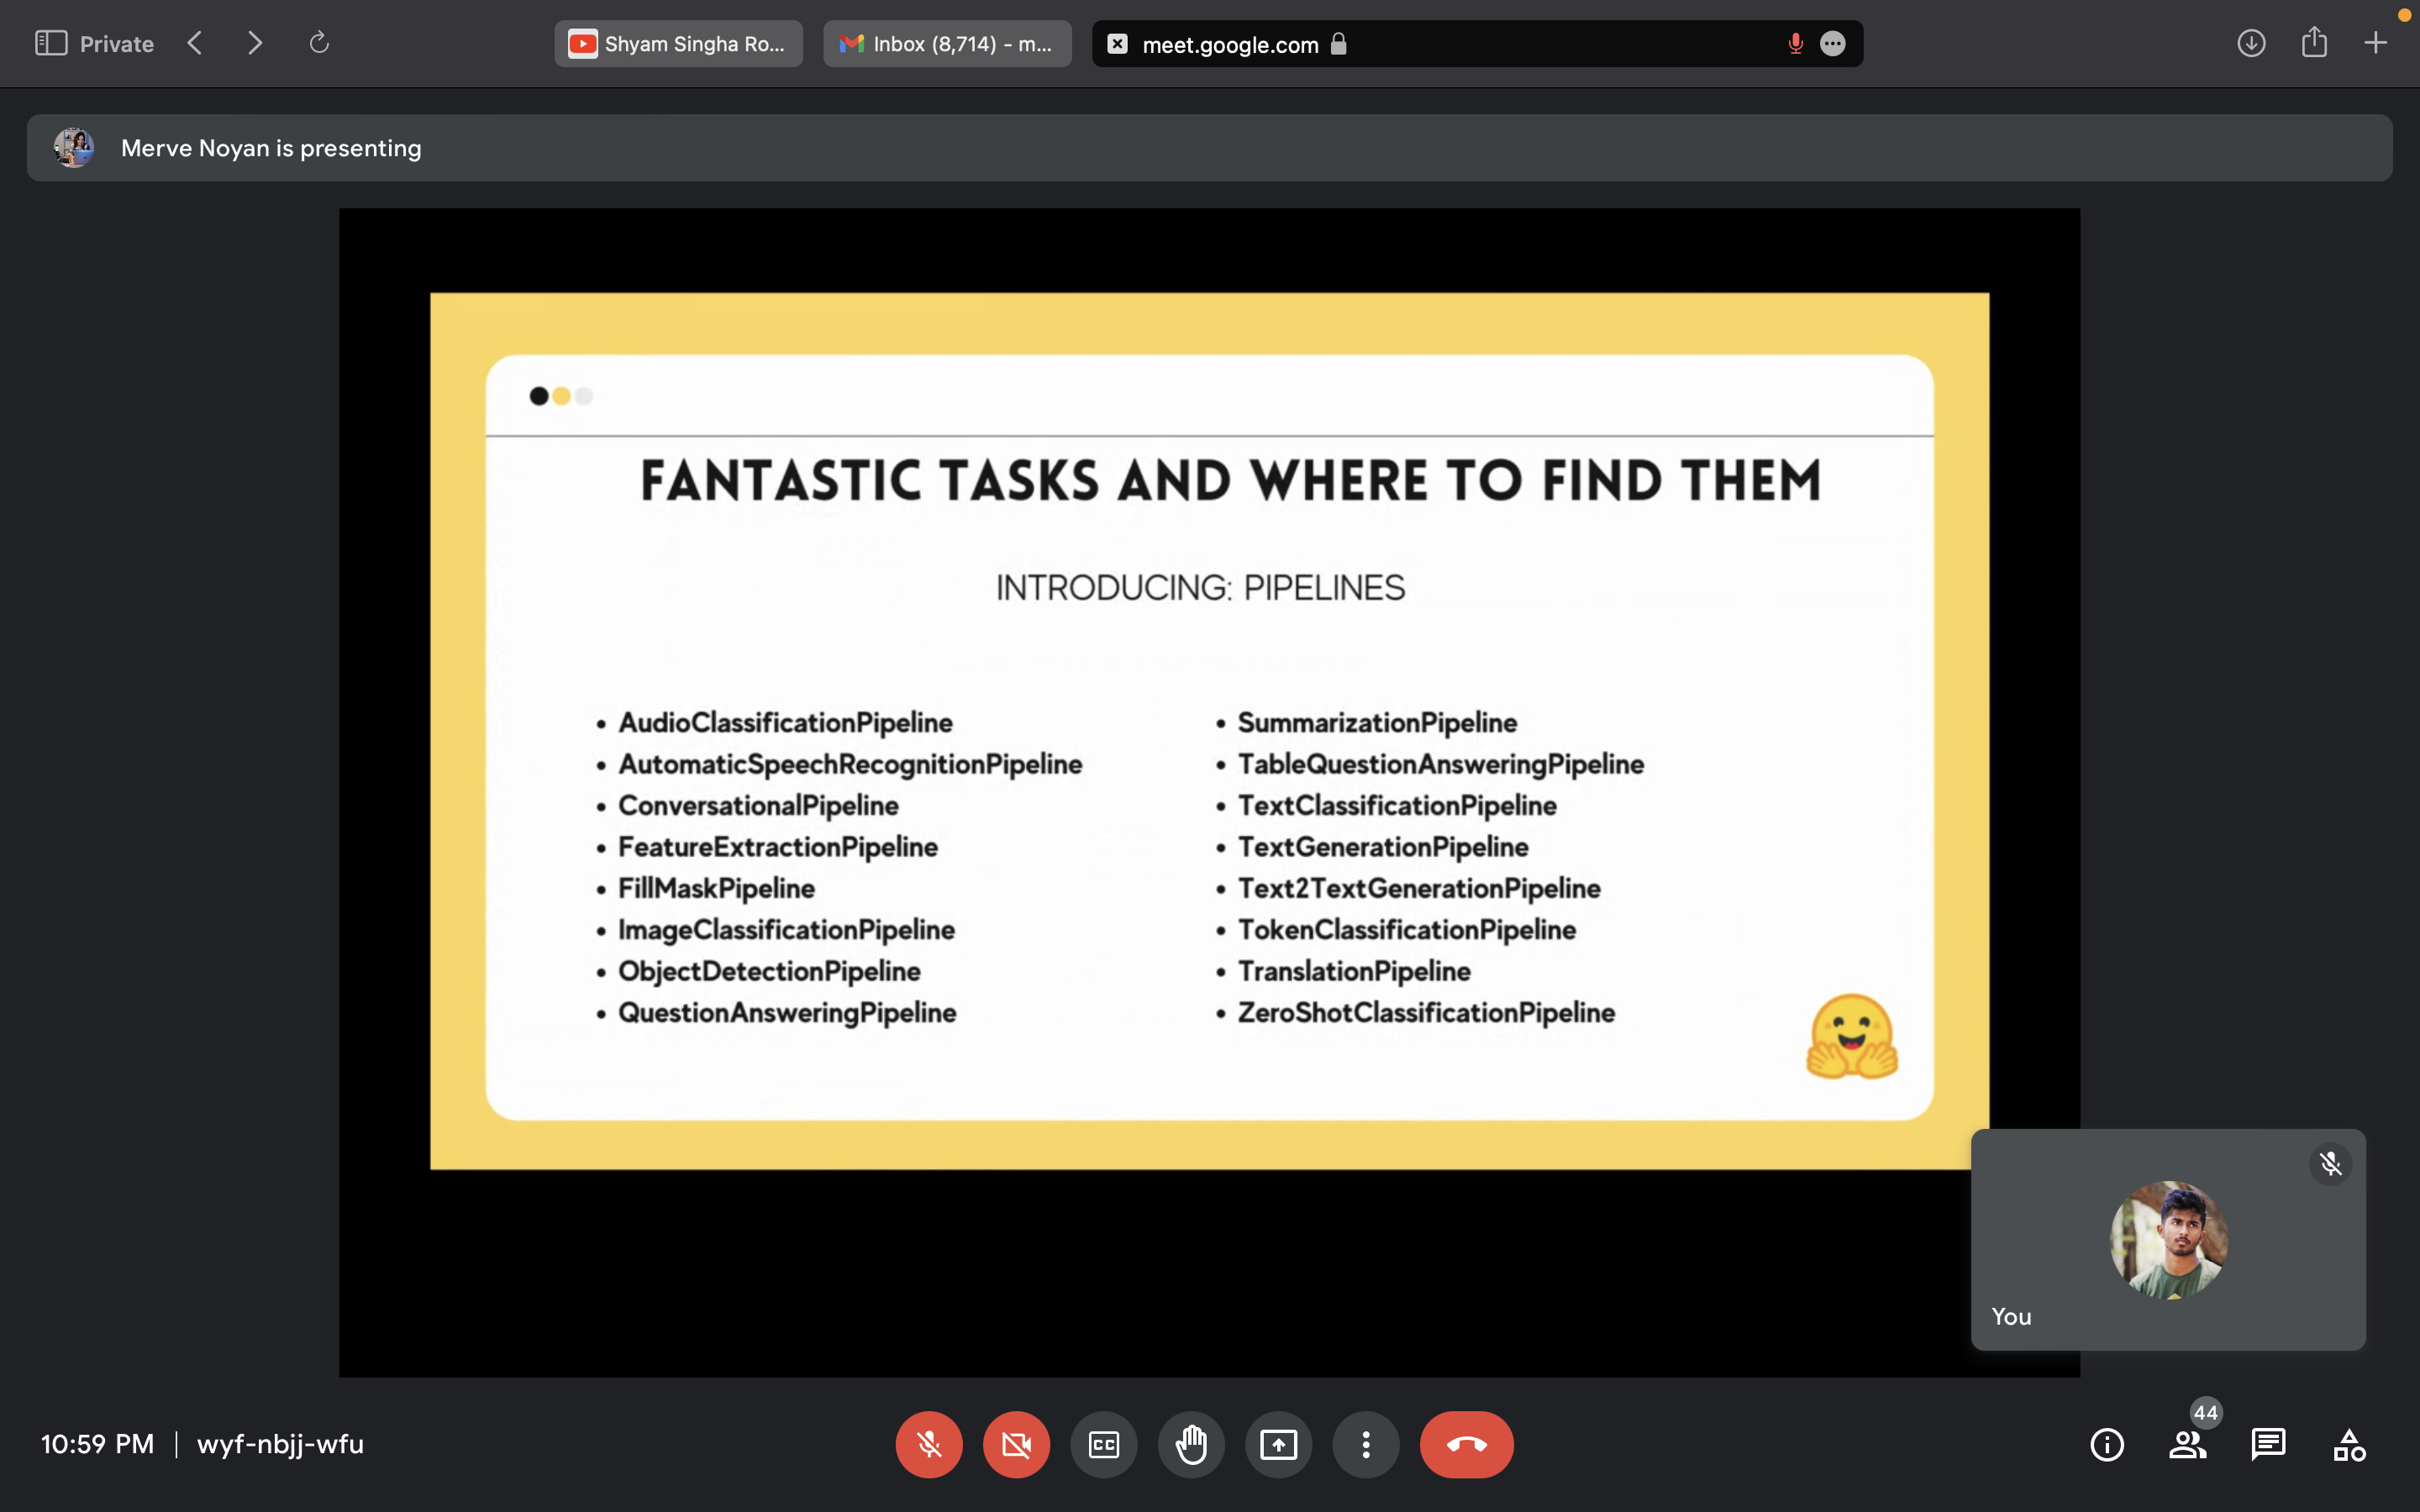 Private
Shyam Singha Ro...
Inbox (8,714) - m...
meet.google.com
Merve Noyan is presenting
FANTASTIC TASKS AND WHERE TO FIND THEM
INTRODUCING: PIPELINES
• AudioClassificationPipeline
• AutomaticSpeechRecognitionPipeline
• ConversationalPipeline
• FeatureExtractionPipeline
• FillMaskPipeline
• ImageClassificationPipeline
• ObjectDetectionPipeline
• QuestionAnsweringPipeline
• SummarizationPipeline
• TableQuestionAnsweringPipeline
• TextClassificationPipeline
• TextGenerationPipeline
• Text2TextGenerationPipeline
• TokenClassificationPipeline
• TranslationPipeline
• ZeroShotClassificationPipeline
You
10:59 PM | wyf-nbjj-wfu
CC
44